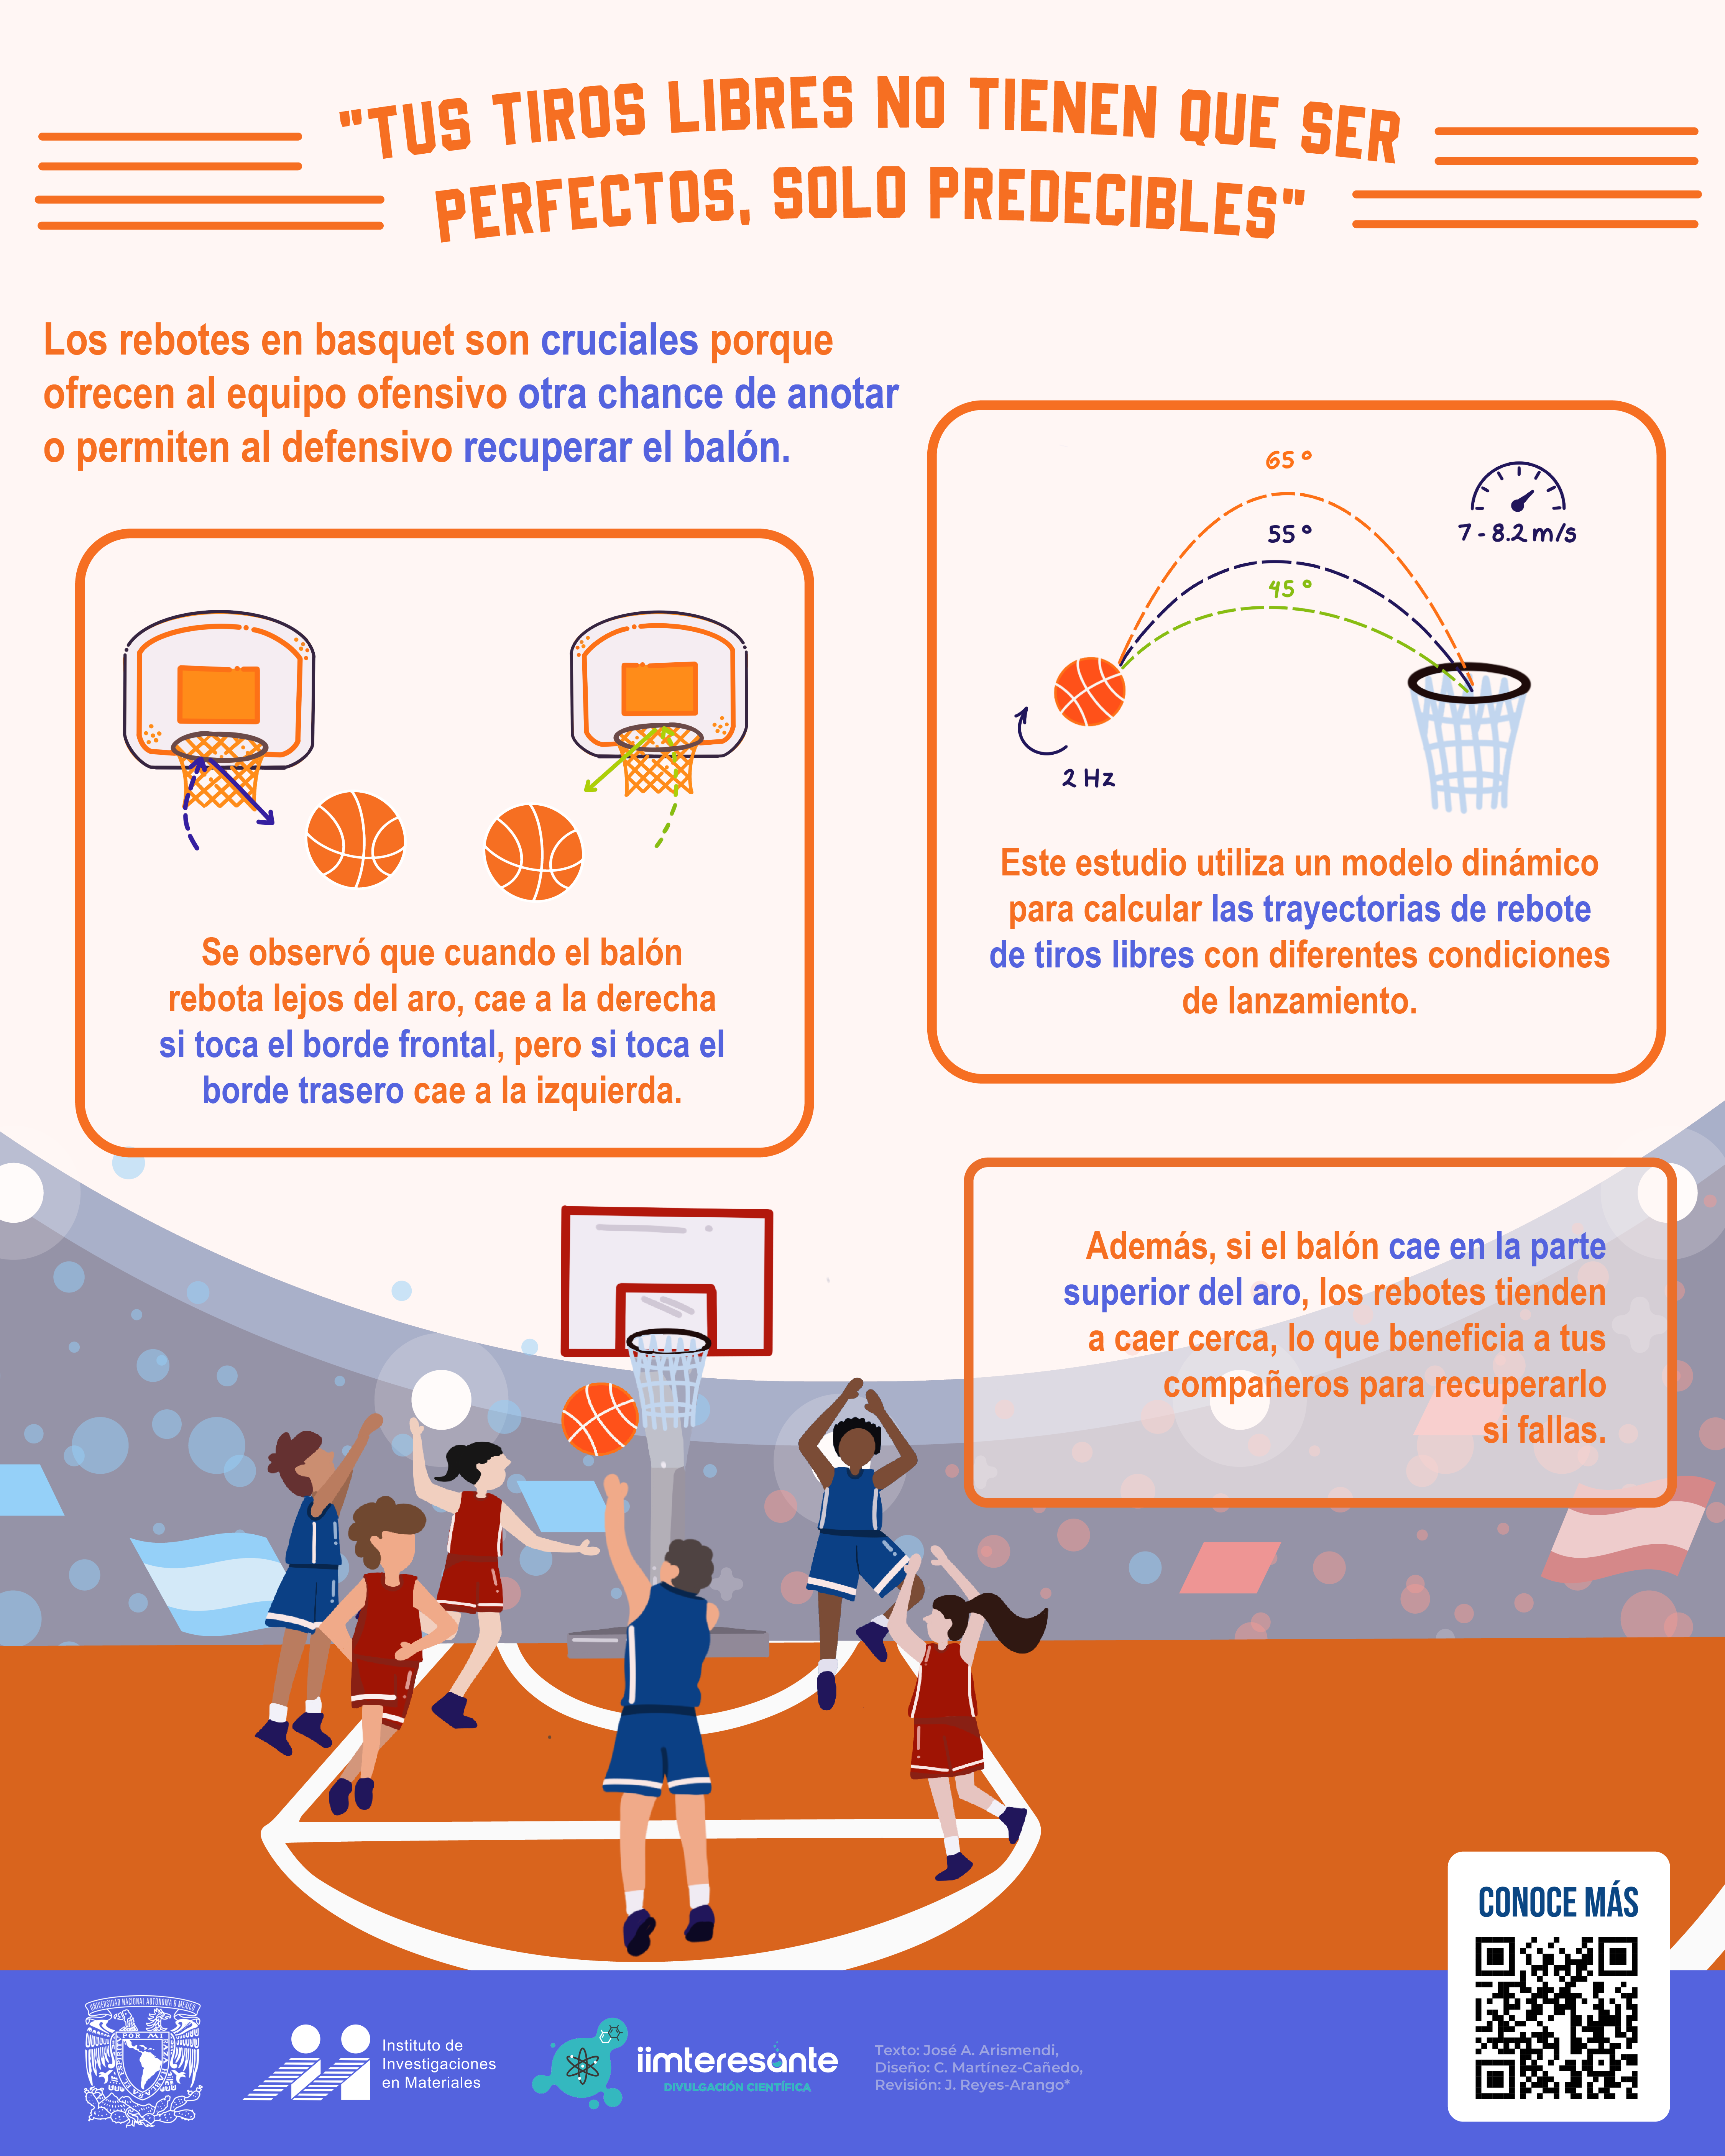 "TUS TIROS LIBRES NO TIENEN QUE SER
PERFECTOS, SOLO PREDECIBLES"
Los rebotes en basquet son cruciales porque
ofrecen al equipo ofensivo otra chance de anotar
o permiten al defensivo recuperar el balón.
65°
55°
45°
7 - 8.2 m/s
2 Hz
Este estudio utiliza un modelo dinámico
para calcular las trayectorias de rebote
de tiros libres con diferentes condiciones
de lanzamiento.
Se observó que cuando el balón
rebota lejos del aro, cae a la derecha
si toca el borde frontal, pero si toca el
borde trasero cae a la izquierda.
Además, si el balón cae en la parte
superior del aro, los rebotes tienden
a caer cerca, lo que beneficia a tus
compañeros para recuperarlo
si fallas.
CONOCE MÁS
UNIVERSIDAD NACIONAL AUTONOMA D MEXICO
POR MI
Instituto de
Investigaciones
en Materiales
iimteresante
DIVULGACIÓN CIENTÍFICA
Texto: José A. Arismendi,
Diseño: C. Martínez-Cañedo,
Revisión: J. Reyes-Arango*